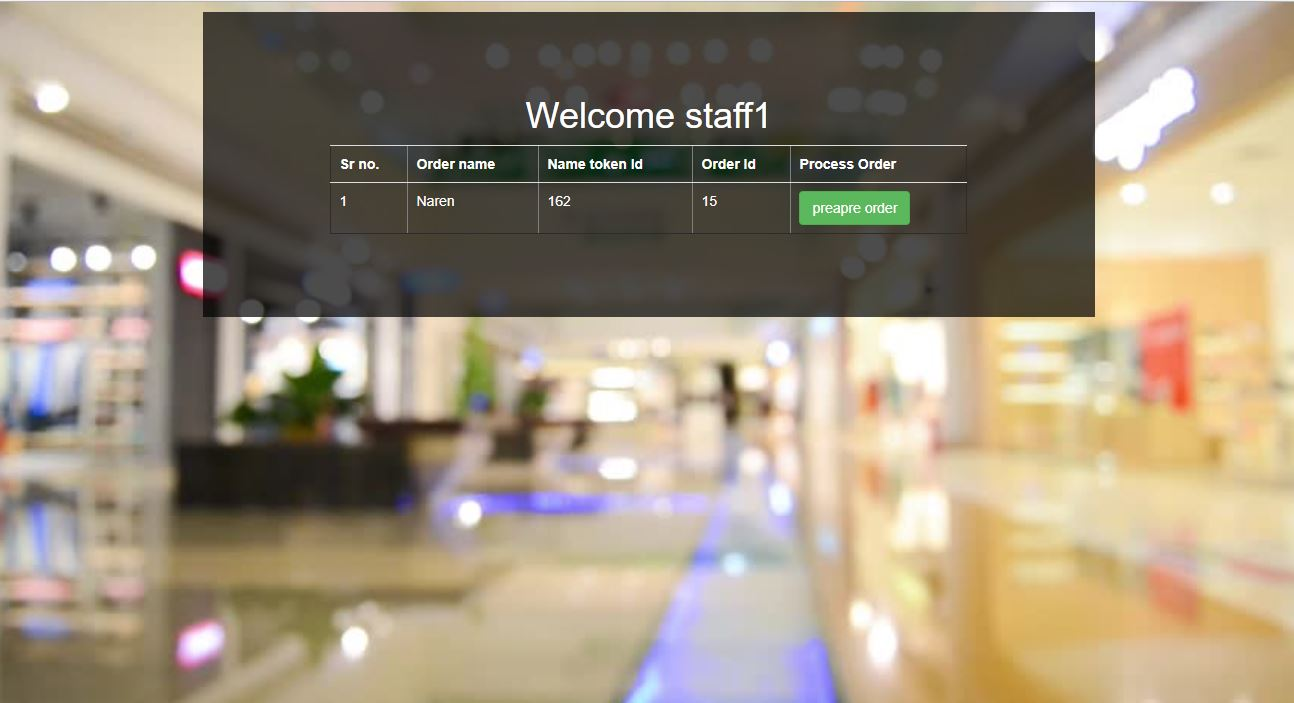 Welcome staff1
Sr no. Order name Name token Id Order Id Process Order
1 Naren 162 15 preapre order